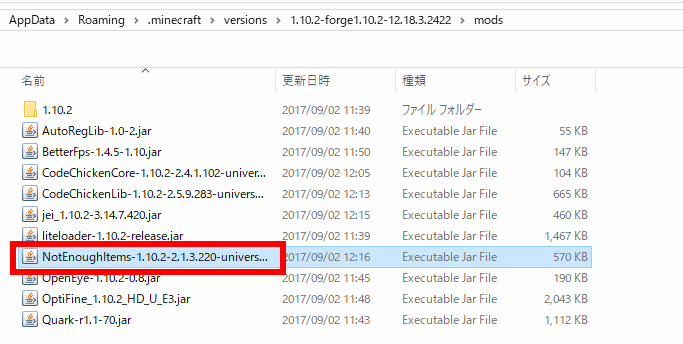 AppData > Roaming > .minecraft > versions > 1.10.2-forge1.10.2-12.18.3.2422 > mods
名前 更新日時 種類 サイズ
1.10.2 2017/09/02 11:39 ファイル フォルダー
AutoRegLib-1.0-2.jar 2017/09/02 11:40 Executable Jar File 55 KB
BetterFps-1.4.5-1.10.jar 2017/09/02 11:50 Executable Jar File 147 KB
CodeChickenCore-1.10.2-2.4.1.102-univer... 2017/09/02 12:05 Executable Jar File 104 KB
CodeChickenLib-1.10.2-2.5.9.283-univers... 2017/09/02 12:13 Executable Jar File 665 KB
jei_1.10.2-3.14.7.420.jar 2017/09/02 12:15 Executable Jar File 460 KB
liteloader-1.10.2-release.jar 2017/09/02 11:39 Executable Jar File 1,467 KB
NotEnoughItems-1.10.2-2.1.3.220-univers... 2017/09/02 12:16 Executable Jar File 570 KB
OpenEye-1.10.2-0.8.jar 2017/09/02 11:45 Executable Jar File 190 KB
OptiFine_1.10.2_HD_U_E3.jar 2017/09/02 11:48 Executable Jar File 2,043 KB
Quark-r1.1-70.jar 2017/09/02 11:43 Executable Jar File 1,112 KB